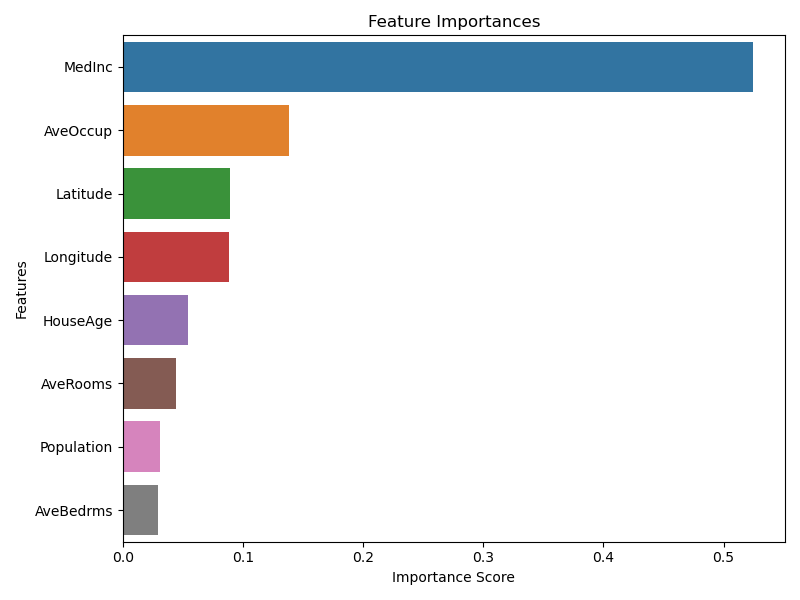 Feature Importances
MedInc
AveOccup
Latitude
Longitude
HouseAge
AveRooms
Population
AveBedrms
Features
0.0 0.1 0.2 0.3 0.4 0.5
Importance Score